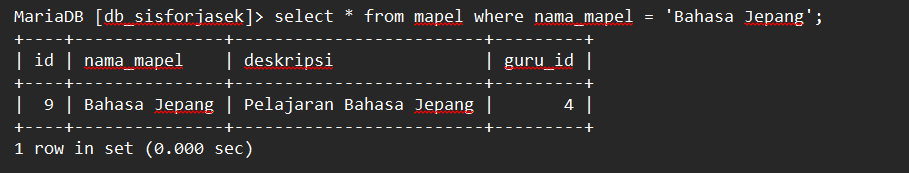 MariaDB [db_sisforjasek]> select * from mapel where nama_mapel = 'Bahasa Jepang';
+----+---------------+-------------------------+---------+
| id | nama_mapel    | deskripsi               | guru_id |
+----+---------------+-------------------------+---------+
|  9 | Bahasa Jepang | Pelajaran Bahasa Jepang |       4 |
+----+---------------+-------------------------+---------+
1 row in set (0.000 sec)